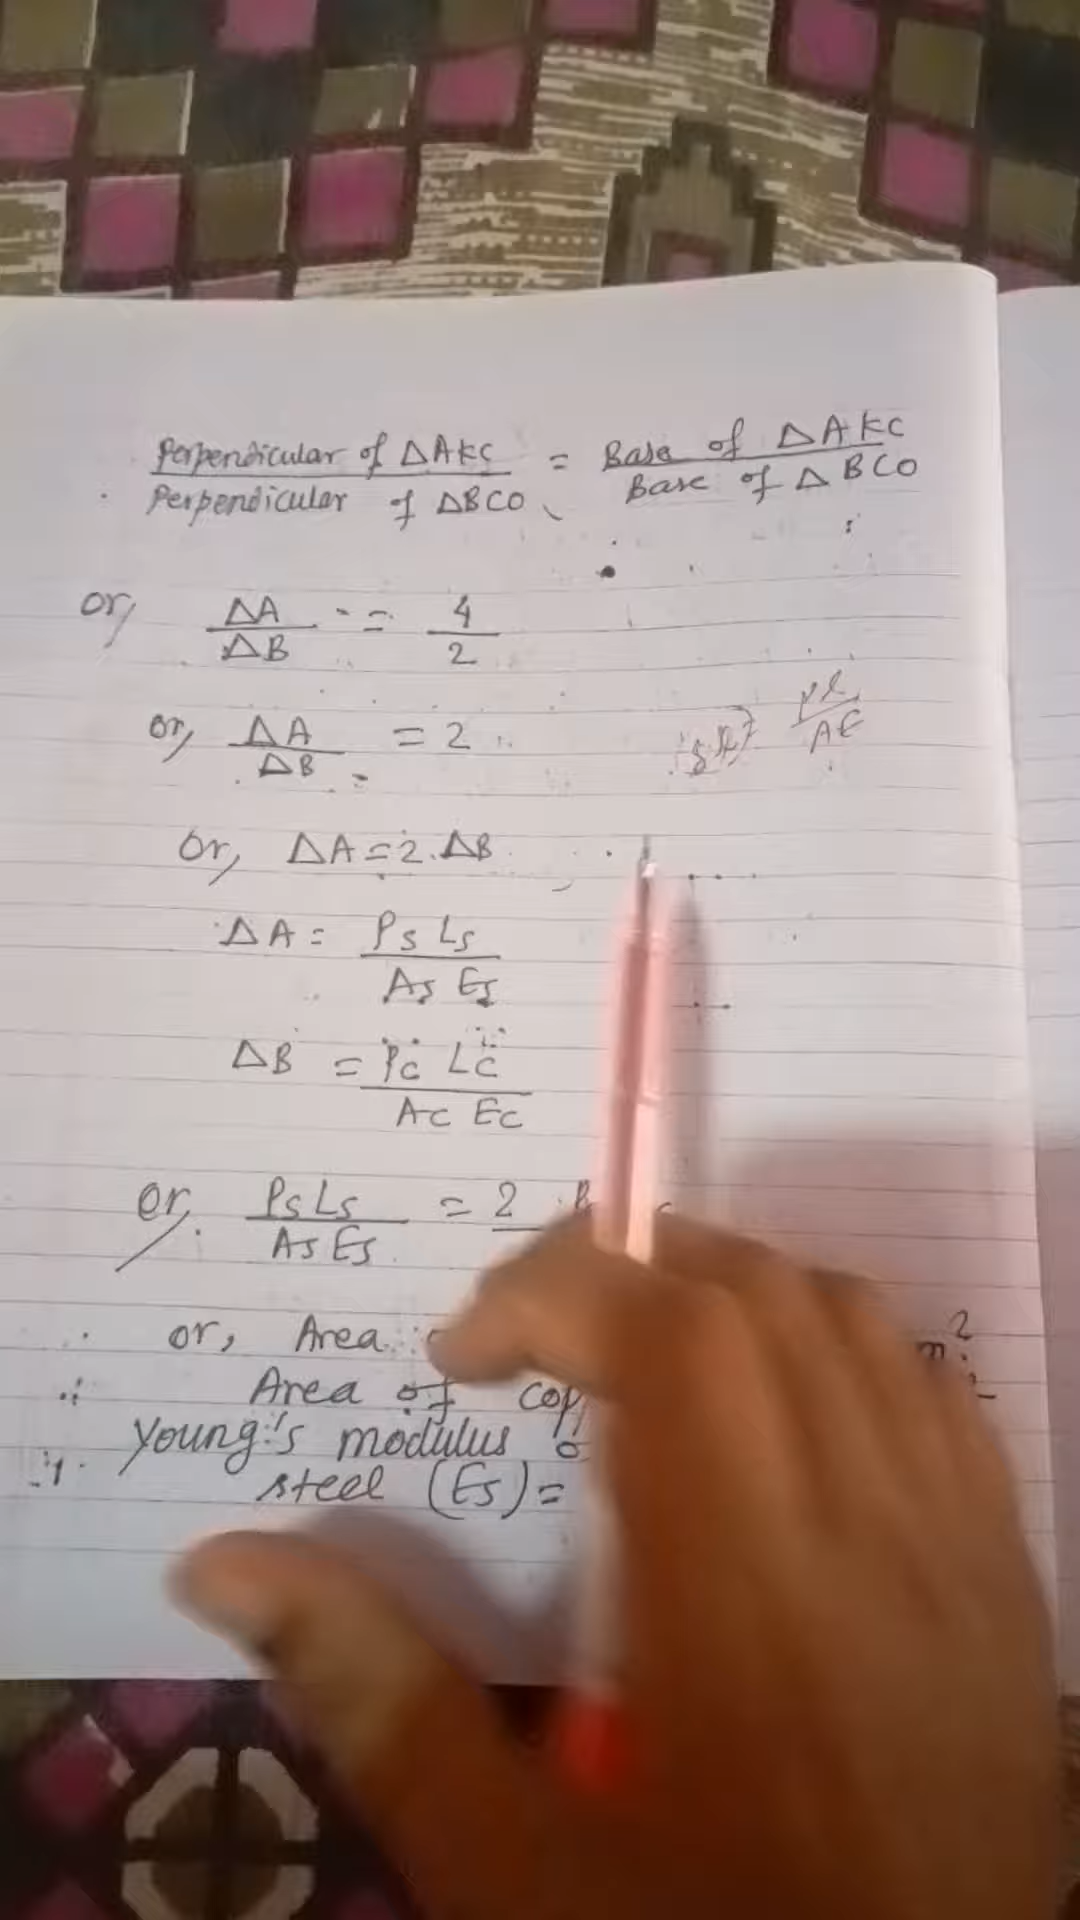 Perpendicular of ΔAKC / Perpendicular of ΔBCO = Base of ΔAKC / Base of ΔBCO
or, ΔA / ΔB = 4 / 2
or, ΔA / ΔB = 2
Pl / AE
or, ΔA = 2.ΔB
ΔA = Ps Ls / As Es
ΔB = Pc Lc / Ac Ec
or, Ps Ls / As Es = 2
or, Area m²
Area of
Young's modulus
steel (Es) =